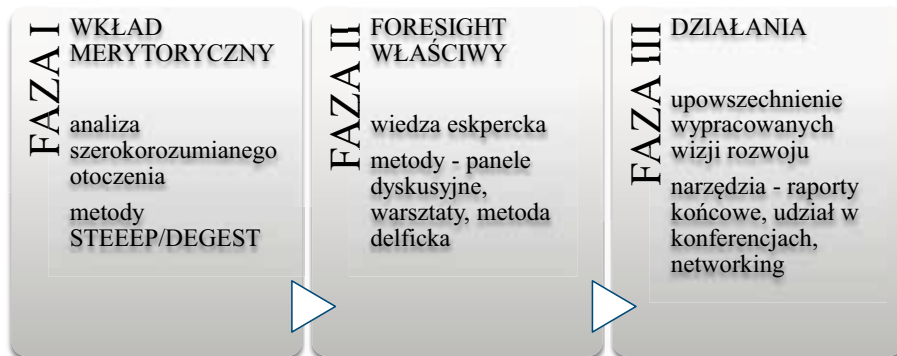 FAZA I
WKŁAD
MERYTORYCZNY
analiza
szerokorozumianego
otoczenia
metody
STEEEP/DEGEST
FAZA II
FORESIGHT
WŁAŚCIWY
wiedza eskpercka
metody - panele
dyskusyjne,
warsztaty, metoda
delficka
FAZA III
DZIAŁANIA
upowszechnienie
wypracowanych
wizji rozwoju
narzędzia - raporty
końcowe, udział w
konferencjach,
networking